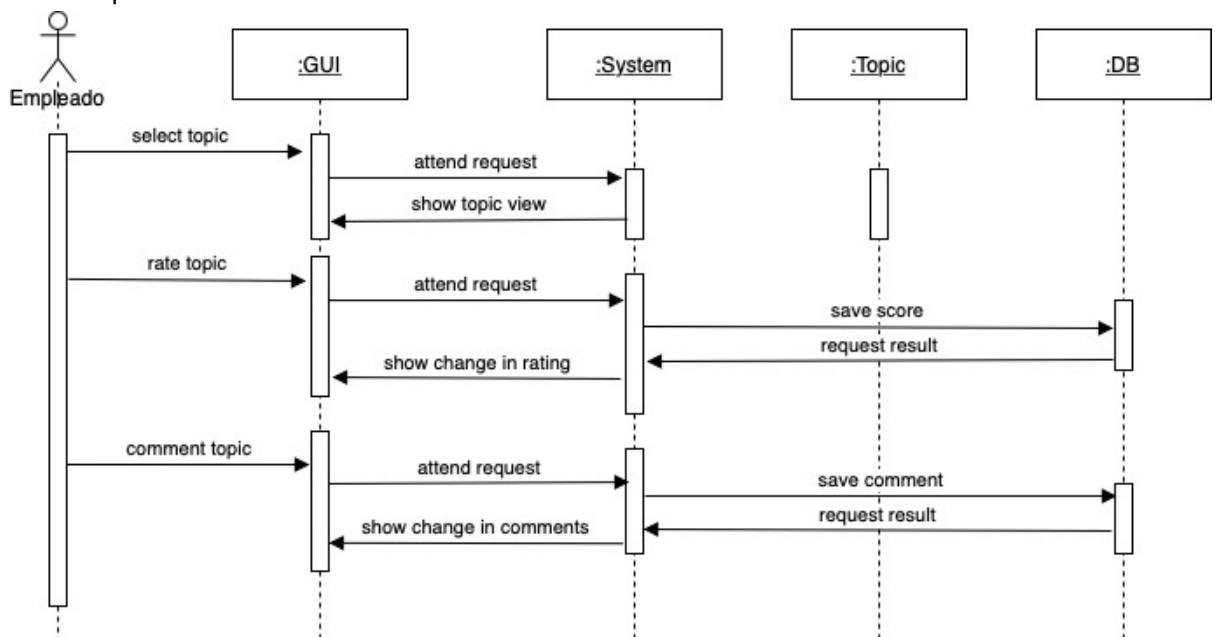 Empleado
:GUI
:System
:Topic
:DB
select topic
attend request
show topic view
rate topic
attend request
save score
request result
show change in rating
comment topic
attend request
save comment
request result
show change in comments